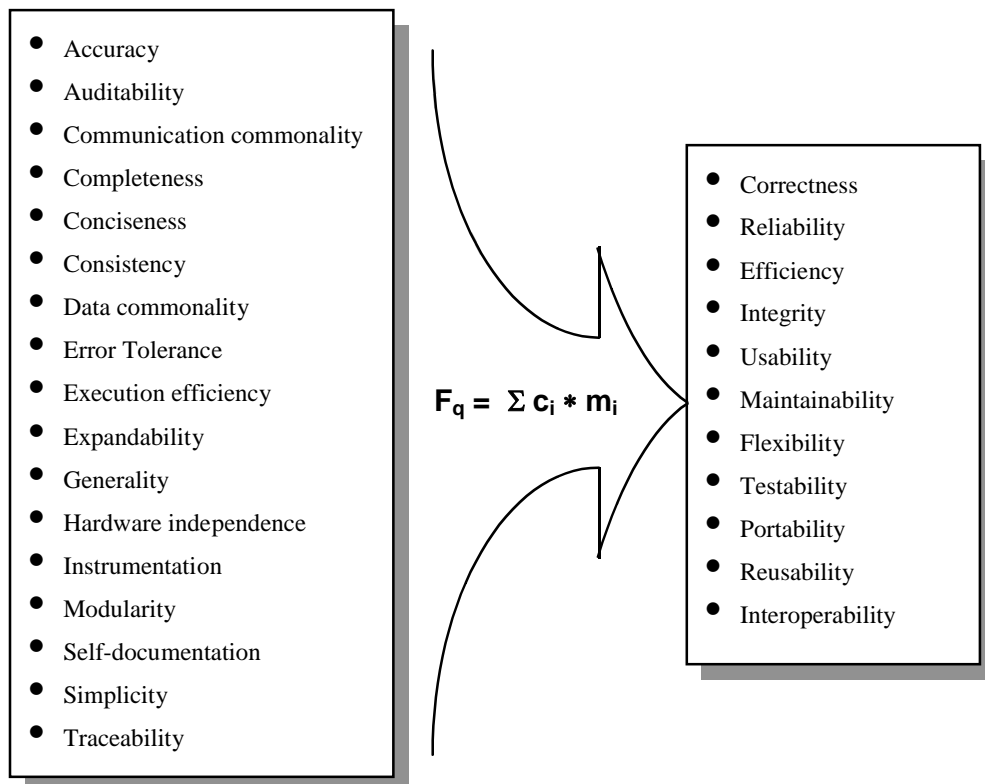 • Accuracy
• Auditability
• Communication commonality
• Completeness
• Conciseness
• Consistency
• Data commonality
• Error Tolerance
• Execution efficiency
• Expandability
• Generality
• Hardware independence
• Instrumentation
• Modularity
• Self-documentation
• Simplicity
• Traceability
Fq = Σ ci * mi
• Correctness
• Reliability
• Efficiency
• Integrity
• Usability
• Maintainability
• Flexibility
• Testability
• Portability
• Reusability
• Interoperability